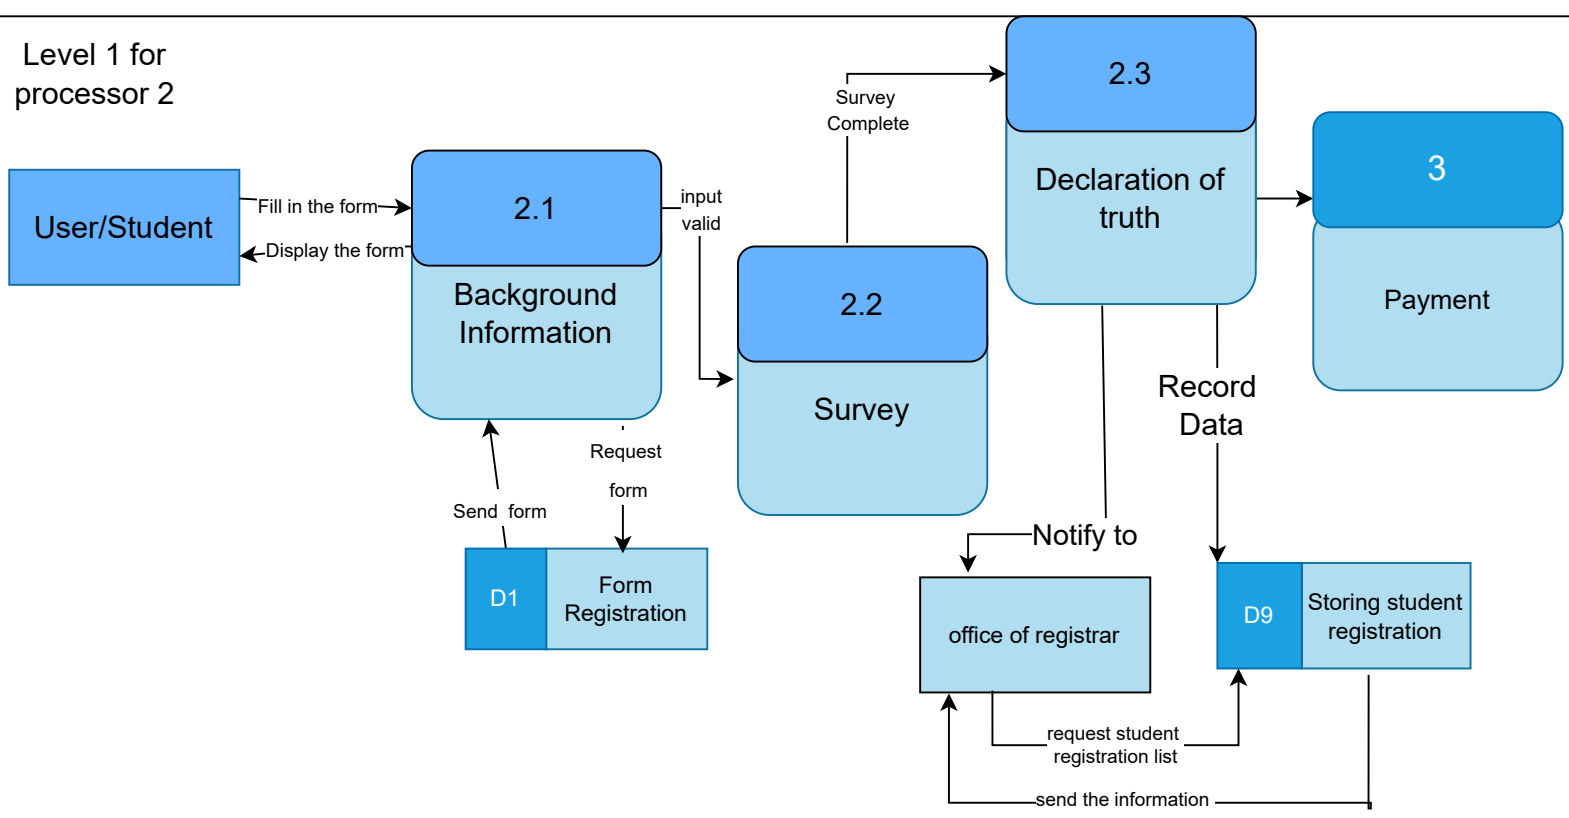 Level 1 for
processor 2
User/Student
Fill in the form
Display the form
2.1
Background
Information
input
valid
Send  form
Request
form
D1
Form
Registration
2.2
Survey
Survey
Complete
2.3
Declaration of
truth
3
Payment
Record
Data
Notify to
office of registrar
D9
Storing student
registration
request student
registration list
send the information